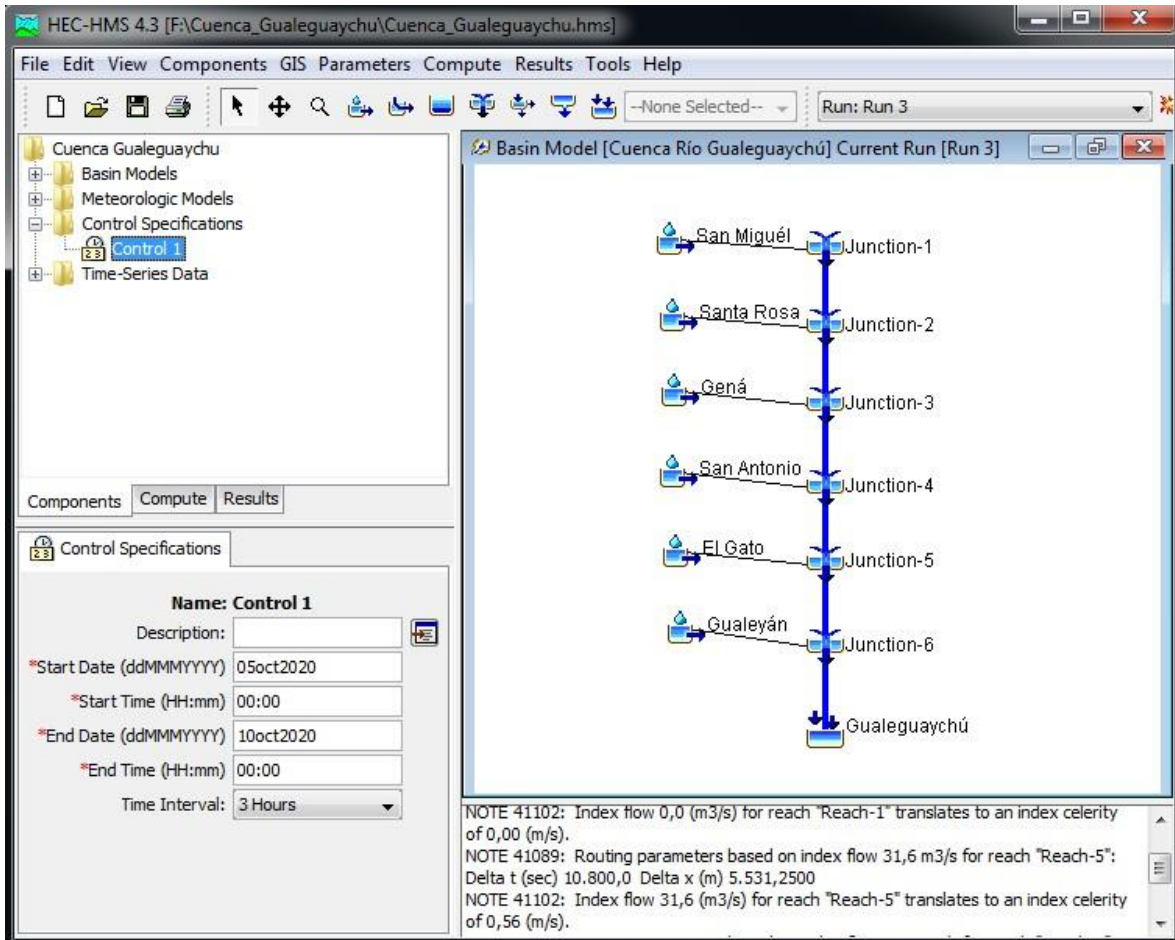 HEC-HMS 4.3 [F:\Cuenca_Gualeguaychu\Cuenca_Gualeguaychu.hms]
File Edit View Components GIS Parameters Compute Results Tools Help
--None Selected-- Run: Run 3
Cuenca Gualeguaychu
Basin Models
Meteorologic Models
Control Specifications
Control 1
Time-Series Data
Components Compute Results
Control Specifications
Name: Control 1
Description:
*Start Date (ddMMMYYYY) 05oct2020
*Start Time (HH:mm) 00:00
*End Date (ddMMMYYYY) 10oct2020
*End Time (HH:mm) 00:00
Time Interval: 3 Hours
Basin Model [Cuenca Río Gualeguaychú] Current Run [Run 3]
San Miguél Junction-1
Santa Rosa Junction-2
Gená Junction-3
San Antonio Junction-4
El Gato Junction-5
Gualeyán Junction-6
Gualeguaychú
NOTE 41102: Index flow 0,0 (m3/s) for reach "Reach-1" translates to an index celerity
of 0,00 (m/s).
NOTE 41089: Routing parameters based on index flow 31,6 m3/s for reach "Reach-5":
Delta t (sec) 10.800,0 Delta x (m) 5.531,2500
NOTE 41102: Index flow 31,6 (m3/s) for reach "Reach-5" translates to an index celerity
of 0,56 (m/s).